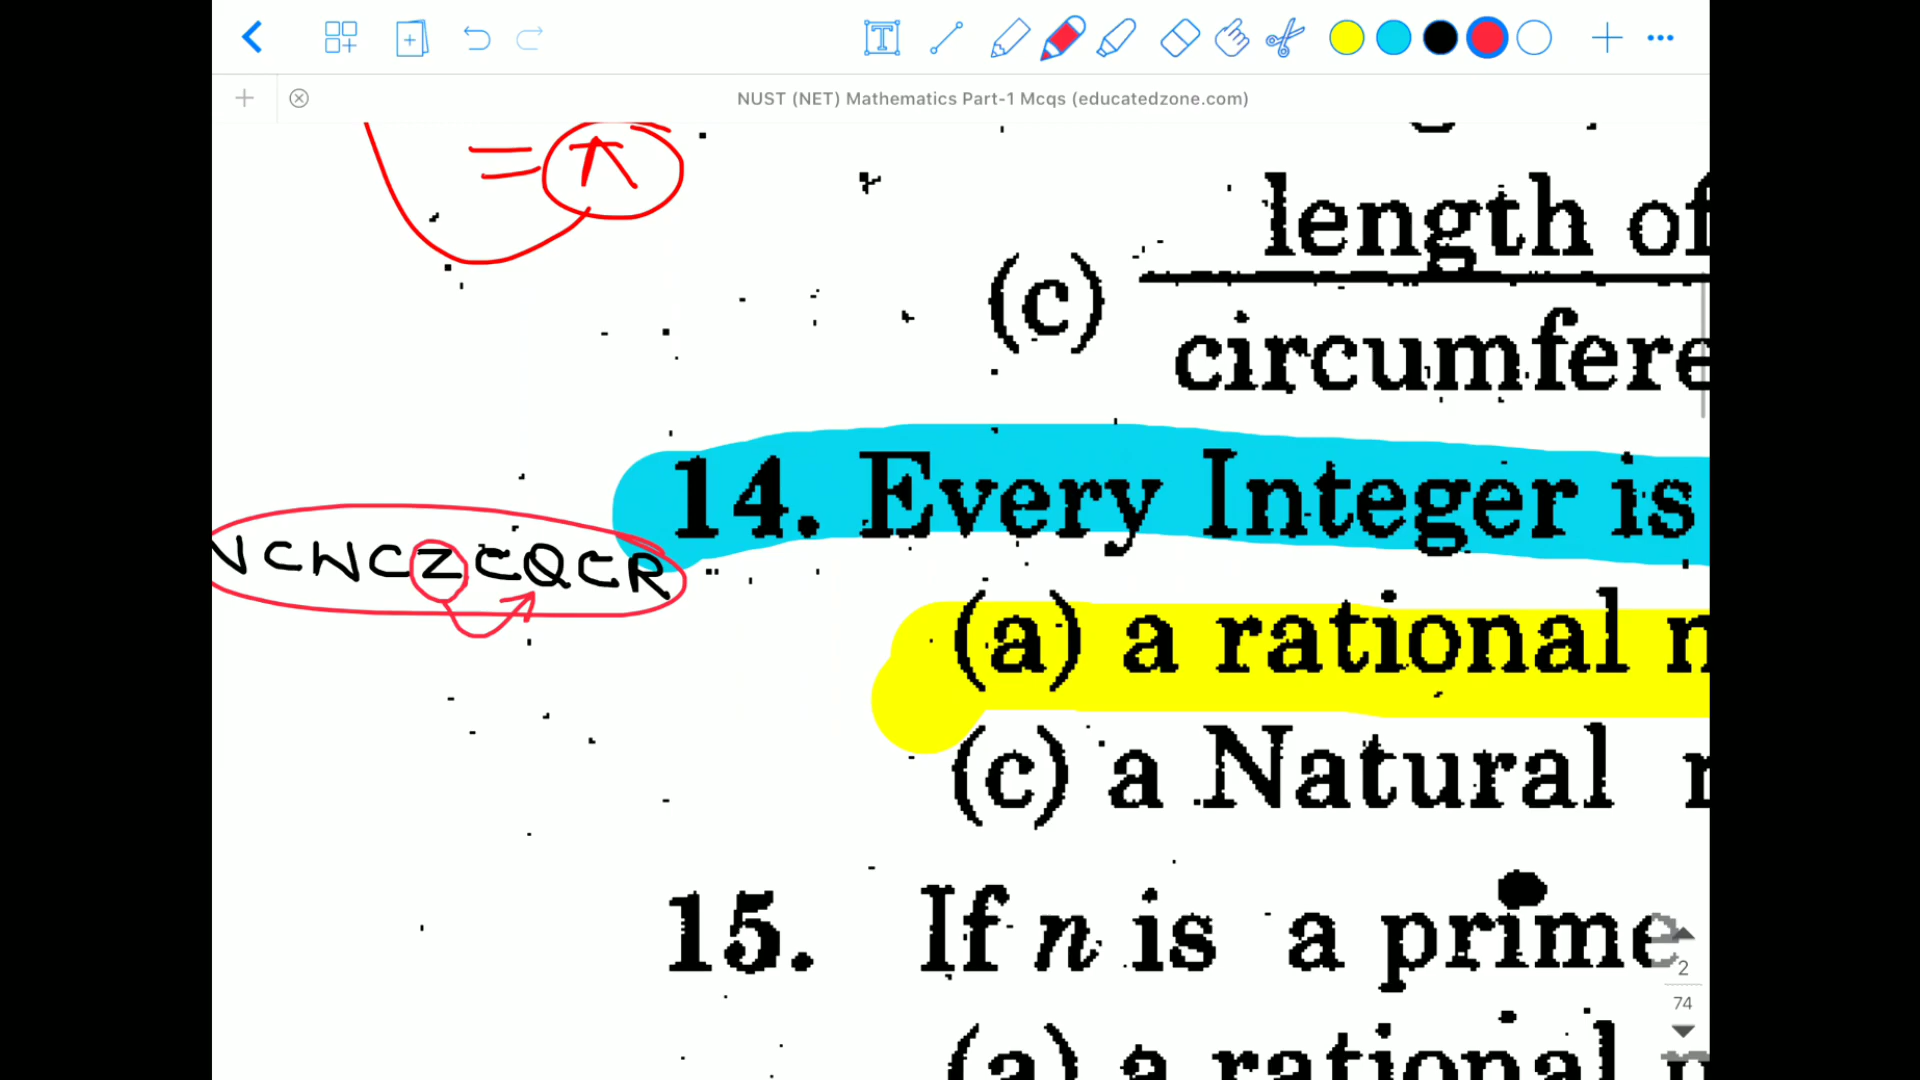 NUST (NET) Mathematics Part-1 Mcqs (educatedzone.com)
= π
length of
(c)
circumfere
14. Every Integer is
N C W C Z C Q C R
(a) a rational n
(c) a Natural
15. If n is a prime
2
74
(a) a rational